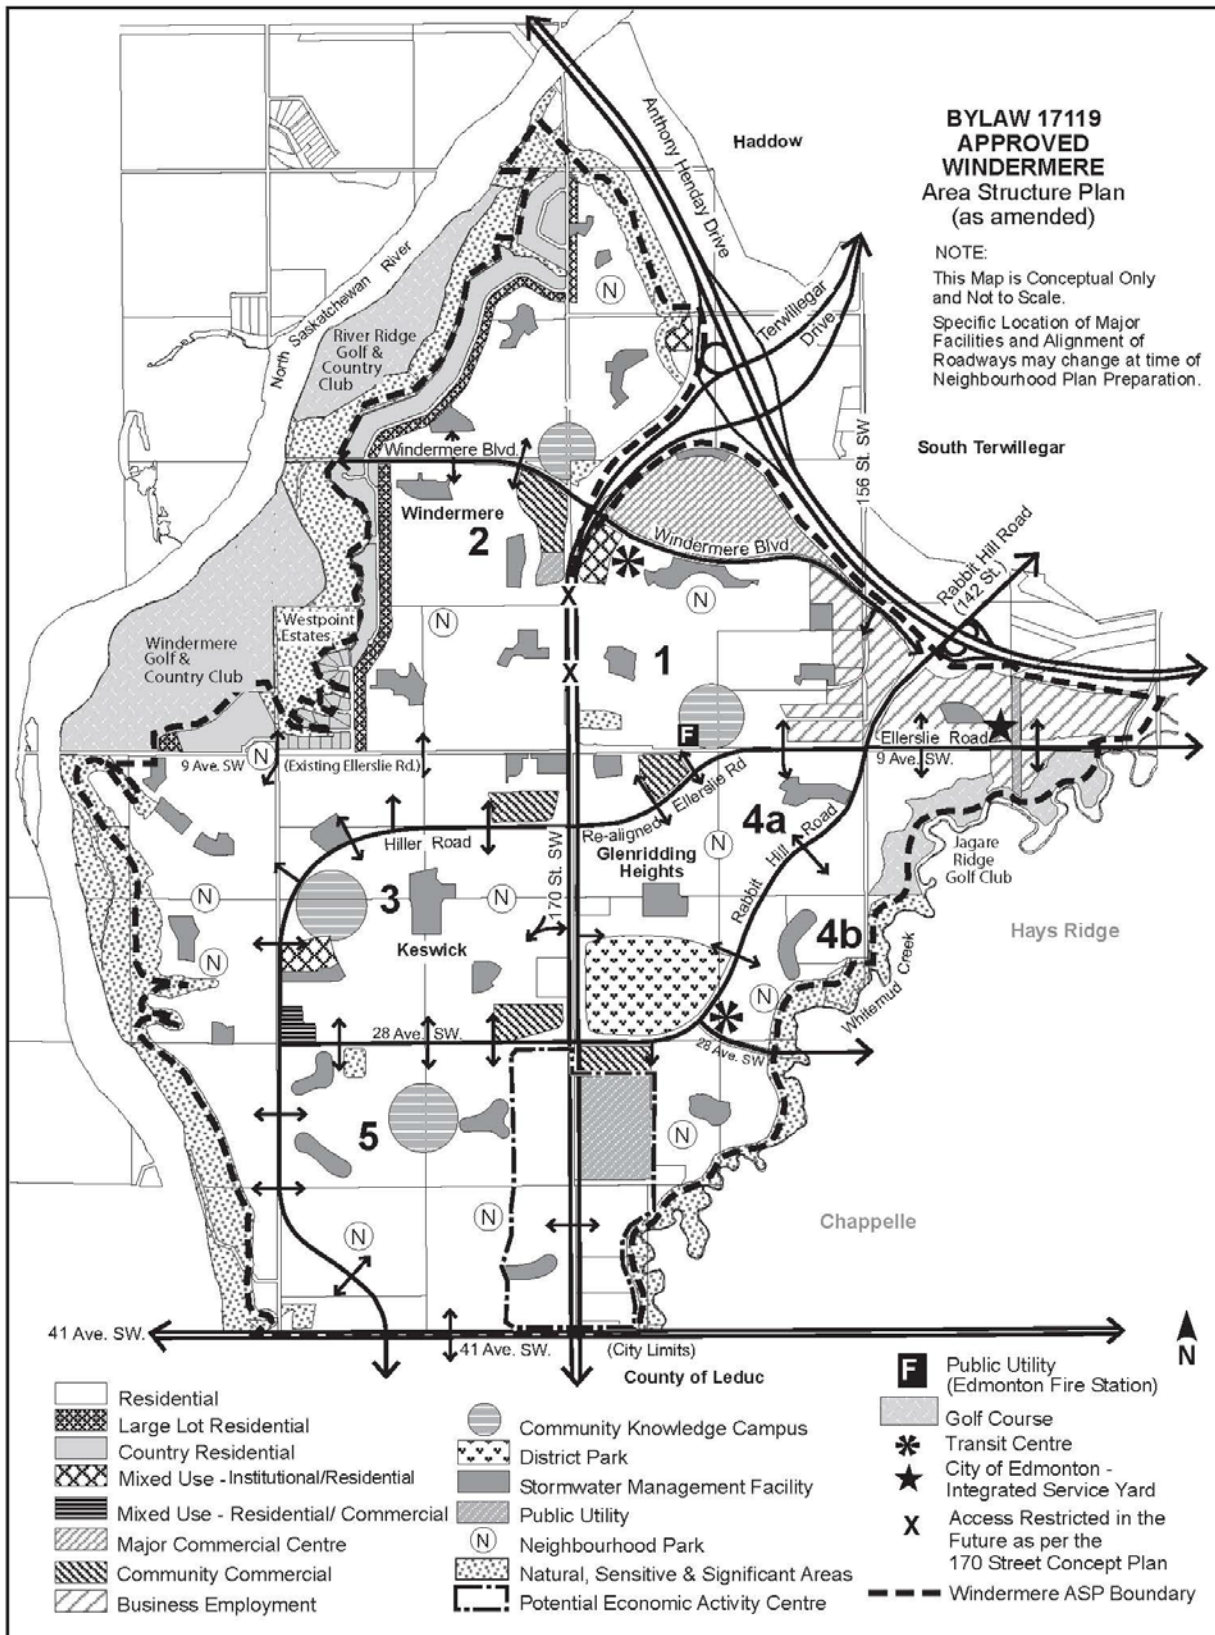 BYLAW 17119
APPROVED
WINDERMERE
Area Structure Plan
(as amended)
NOTE:
This Map is Conceptual Only
and Not to Scale.
Specific Location of Major
Facilities and Alignment of
Roadways may change at time of
Neighbourhood Plan Preparation.
Haddow
Anthony Henday Drive
Terwillegar
Drive
156 St. SW
South Terwillegar
North Saskatchewan River
River Ridge
Golf &
Country
Club
N
Windermere Blvd.
Windermere
2
Windermere Blvd
Rabbit Hill Road
(142 St.)
N
N
X
X
1
Westpoint
Estates
Windermere
Golf &
Country Club
F
Ellerslie Road
9 Ave. SW
N
9 Ave. SW
(Existing Ellerslie Rd.)
Hiller Road
Re-aligned Ellerslie Rd
4a
N
Glenridding
Heights
Rabbit Hill Road
Jagare
Ridge
Golf Club
170 St. SW
3
N
N
Keswick
N
4b
Hays Ridge
Whitemud Creek
N
28 Ave. SW.
28 Ave. SW
5
N
N
N
Chappelle
41 Ave. SW.
41 Ave. SW.
(City Limits)
County of Leduc
N
Residential
Large Lot Residential
Country Residential
Mixed Use - Institutional/Residential
Mixed Use - Residential/ Commercial
Major Commercial Centre
Community Commercial
Business Employment
Community Knowledge Campus
District Park
Stormwater Management Facility
Public Utility
N Neighbourhood Park
Natural, Sensitive & Significant Areas
Potential Economic Activity Centre
F Public Utility
(Edmonton Fire Station)
Golf Course
Transit Centre
City of Edmonton -
Integrated Service Yard
X Access Restricted in the
Future as per the
170 Street Concept Plan
Windermere ASP Boundary